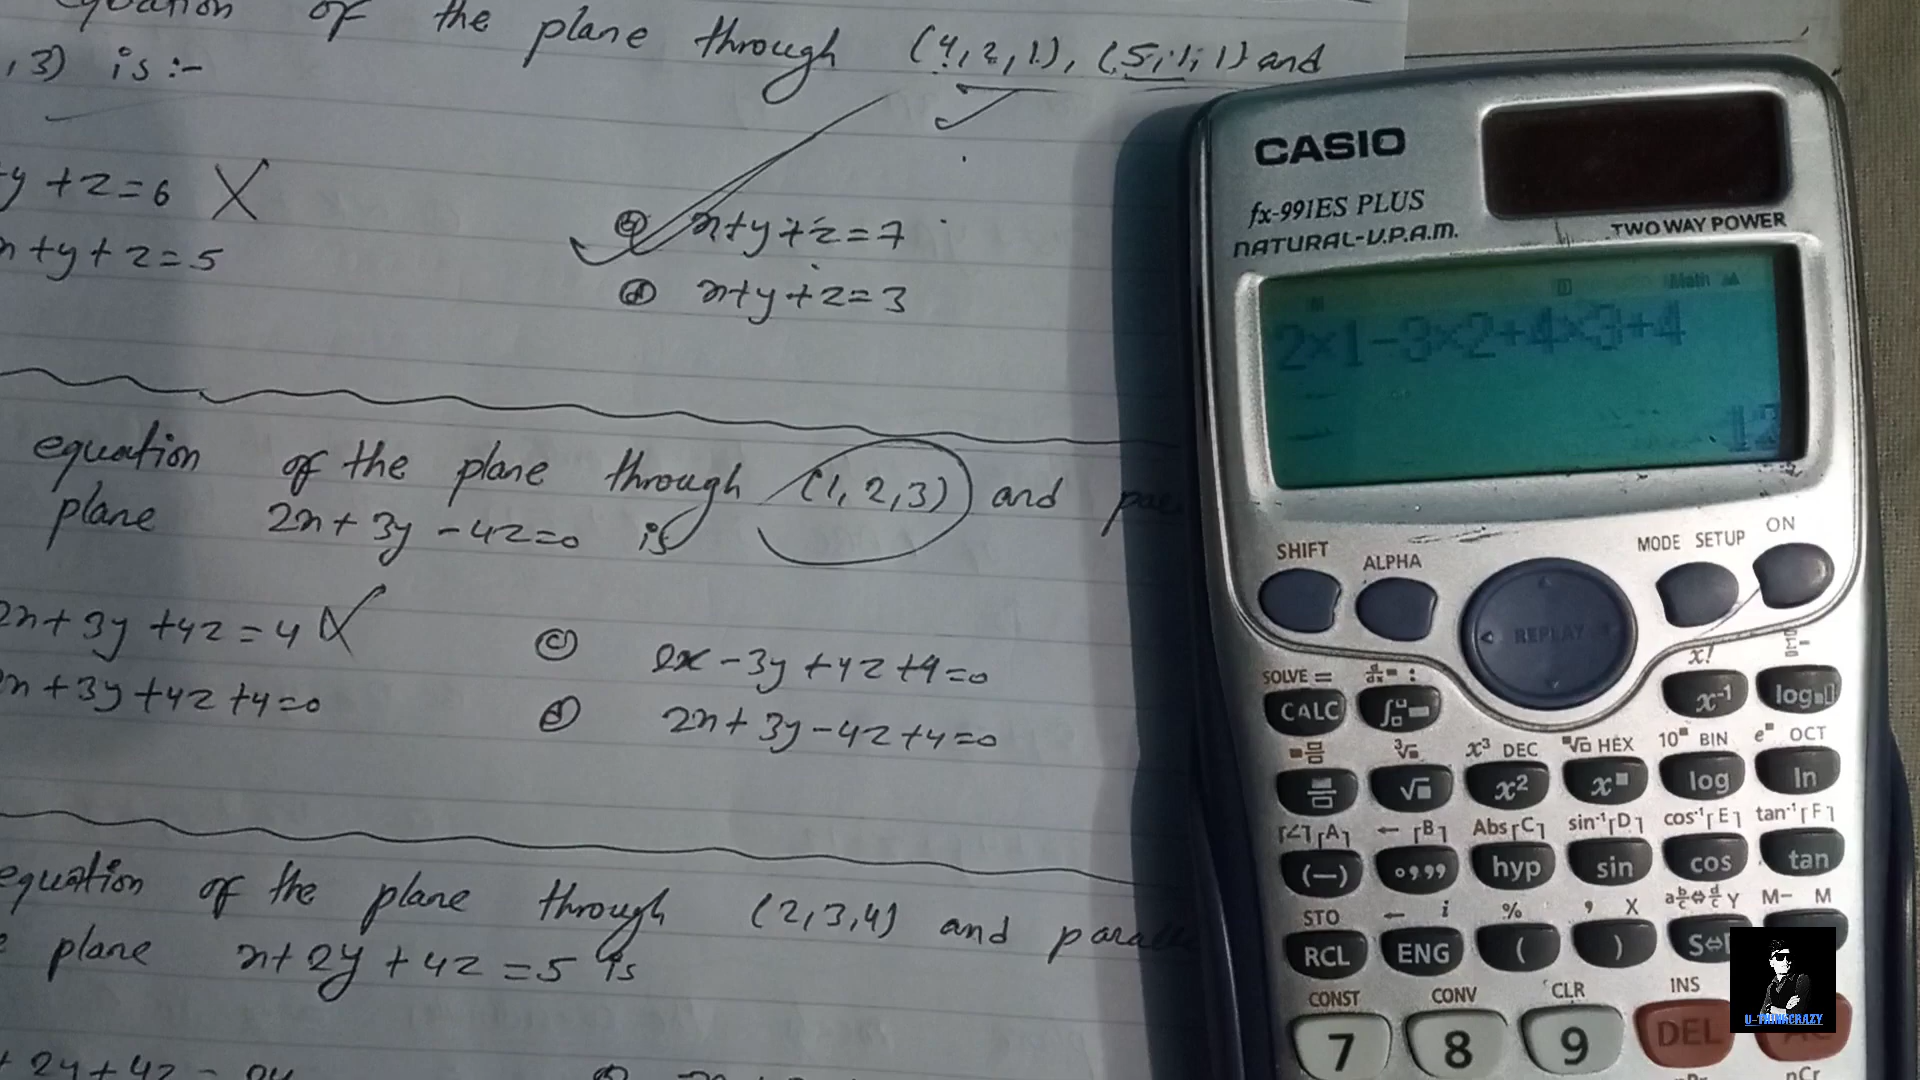 equation of the plane through (4,2,1), (5,1,1) and
,3) is :-
y+z=6 X
x+y+z=7
x+y+z=5
(d) x+y+z=3
equation of the plane through (1,2,3) and
plane 2x+3y-4z=0 is
2x+3y+4z=4 X
(c) 2x-3y+4z+4=0
x+3y+4z+4=0
(d) 2x+3y-4z+4=0
equation of the plane through (2,3,4) and
plane x+2y+4z=5 is
CASIO
fx-991ES PLUS
NATURAL-V.P.A.M.
TWO WAY POWER
Math
2×1-3×2+4×3+4
12
SHIFT ALPHA MODE SETUP ON
REPLAY
SOLVE = x!
CALC x⁻¹ log
x³ DEC HEX 10 BIN e OCT
x² log ln
A B Abs C sin⁻¹ D cos⁻¹ E tan⁻¹ F
(−) hyp sin cos tan
STO i % , X Y M− M
RCL ENG ( ) S⇔
CONST CONV CLR INS
7 8 9 DEL
nCr
U-THINKCRAZY